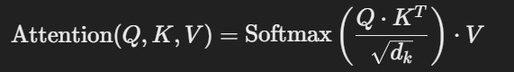 Attention(Q, K, V) = Softmax ( Q · K^T / √d_k ) · V